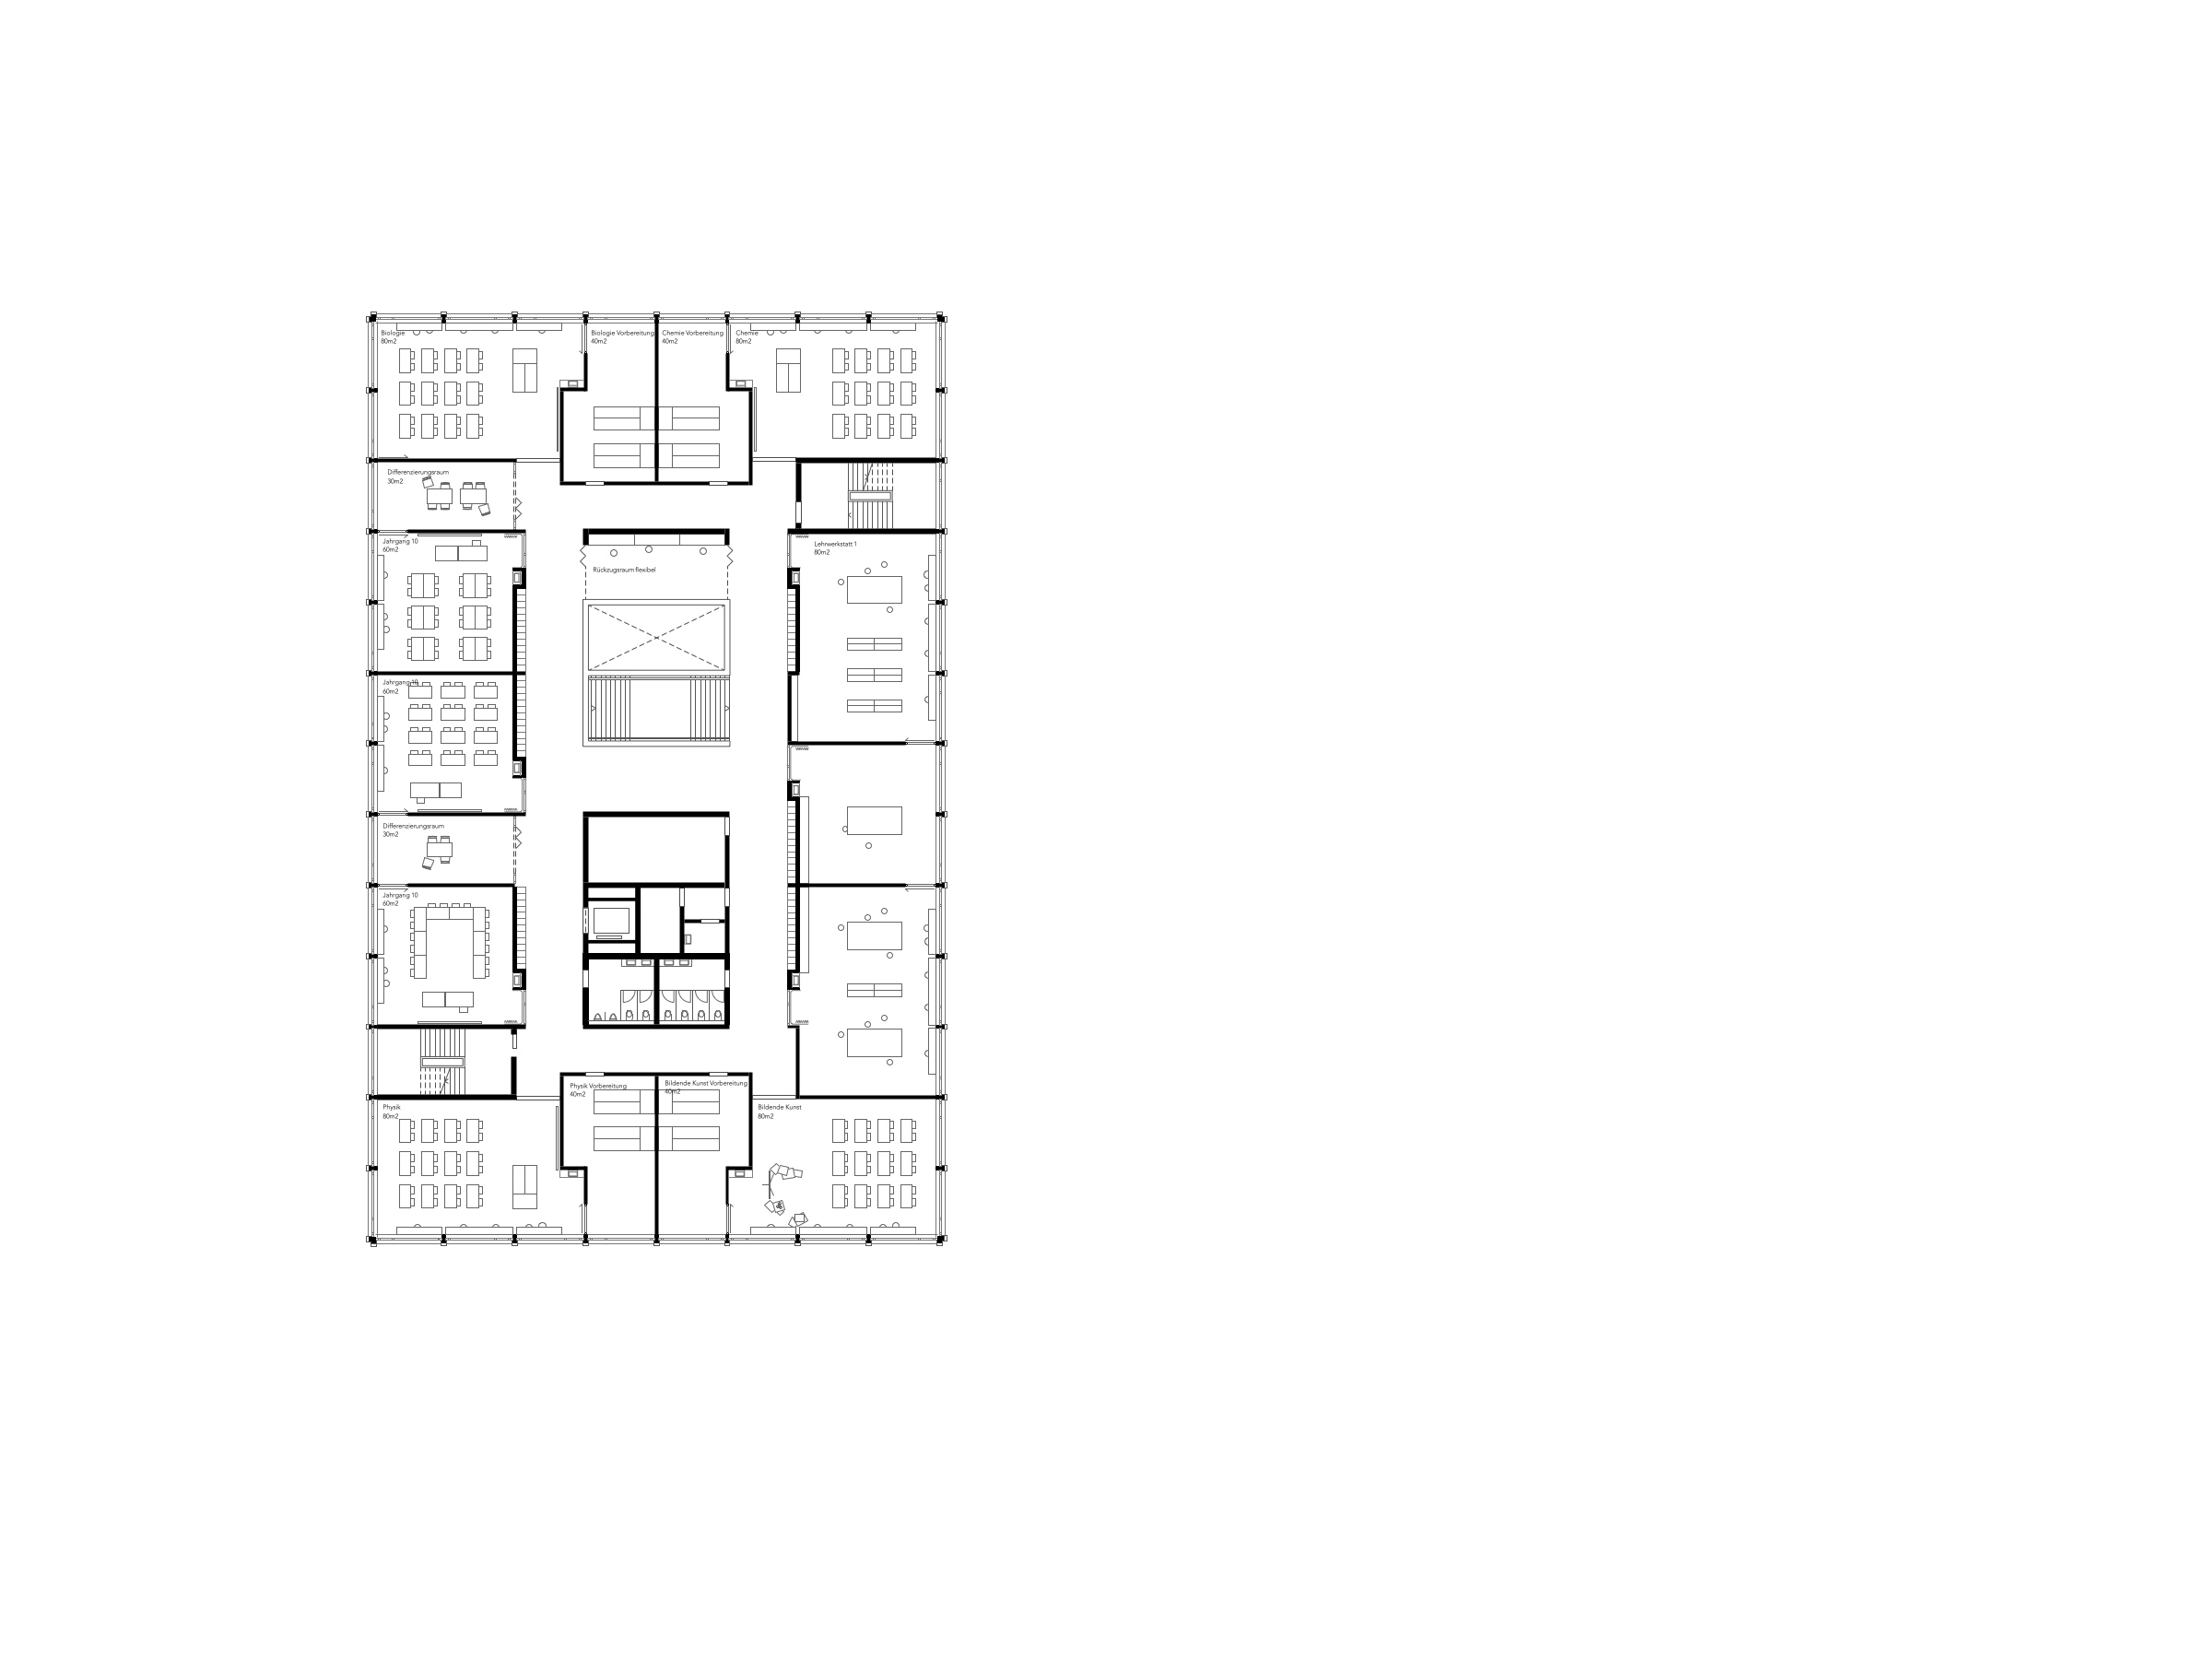 Biologie
80m2
Biologie Vorbereitung
40m2
Chemie Vorbereitung
40m2
Chemie
80m2
Differenzierungsraum
30m2
Jahrgang 10
60m2
Lehrwerkstatt 1
80m2
Rückzugsraum flexibel
Jahrgang 10
60m2
Differenzierungsraum
30m2
Jahrgang 10
60m2
Physik Vorbereitung
40m2
Bildende Kunst Vorbereitung
40m2
Physik
80m2
Bildende Kunst
80m2